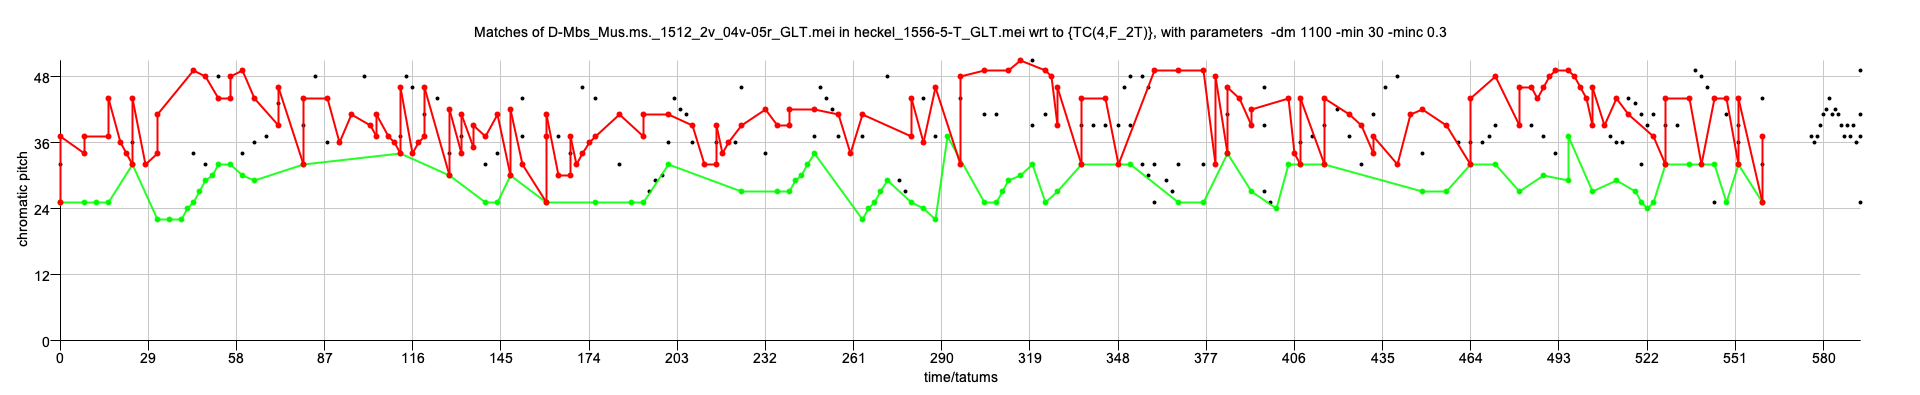 Matches of D-Mbs_Mus.ms._1512_2v_04v-05r_GLT.mei in heckel_1556-5-T_GLT.mei wrt to {TC(4,F_2T)}, with parameters  -dm 1100 -min 30 -minc 0.3
chromatic pitch
48
36
24
12
0
0 29 58 87 116 145 174 203 232 261 290 319 348 377 406 435 464 493 522 551 580
time/tatums